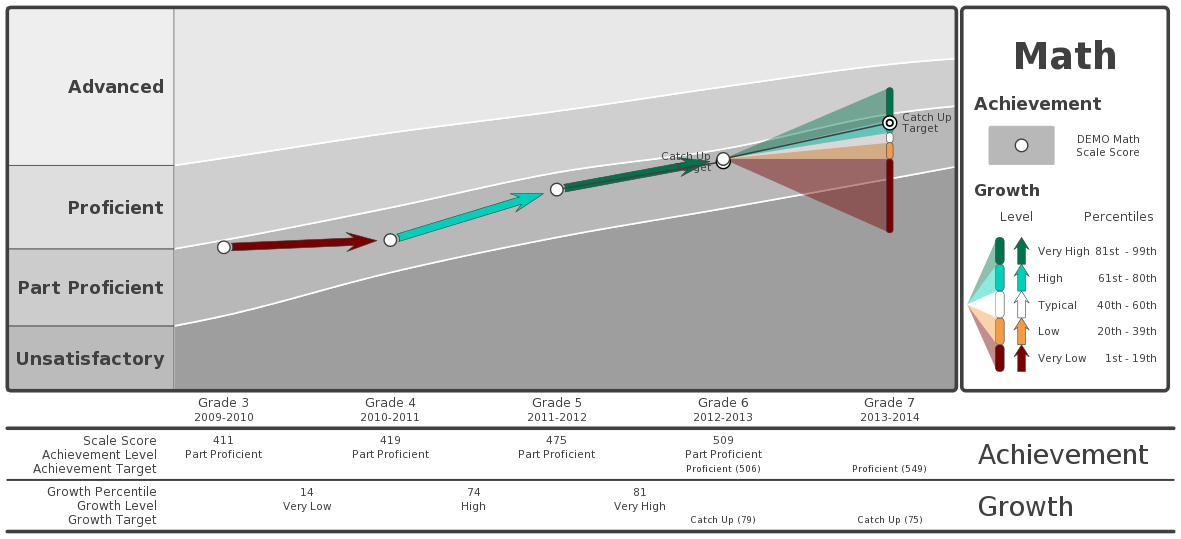 Advanced
Proficient
Part Proficient
Unsatisfactory
Catch Up
Catch Up
Target
Math
Achievement
DEMO Math
Scale Score
Growth
Level Percentiles
Very High 81st - 99th
High 61st - 80th
Typical 40th - 60th
Low 20th - 39th
Very Low 1st - 19th
Grade 3 Grade 4 Grade 5 Grade 6 Grade 7
2009-2010 2010-2011 2011-2012 2012-2013 2013-2014
Scale Score 411 419 475 509
Achievement Level Part Proficient Part Proficient Part Proficient Part Proficient
Achievement Target Proficient (506) Proficient (549)
Achievement
Growth Percentile 14 74 81
Growth Level Very Low High Very High
Growth Target Catch Up (79) Catch Up (75)
Growth